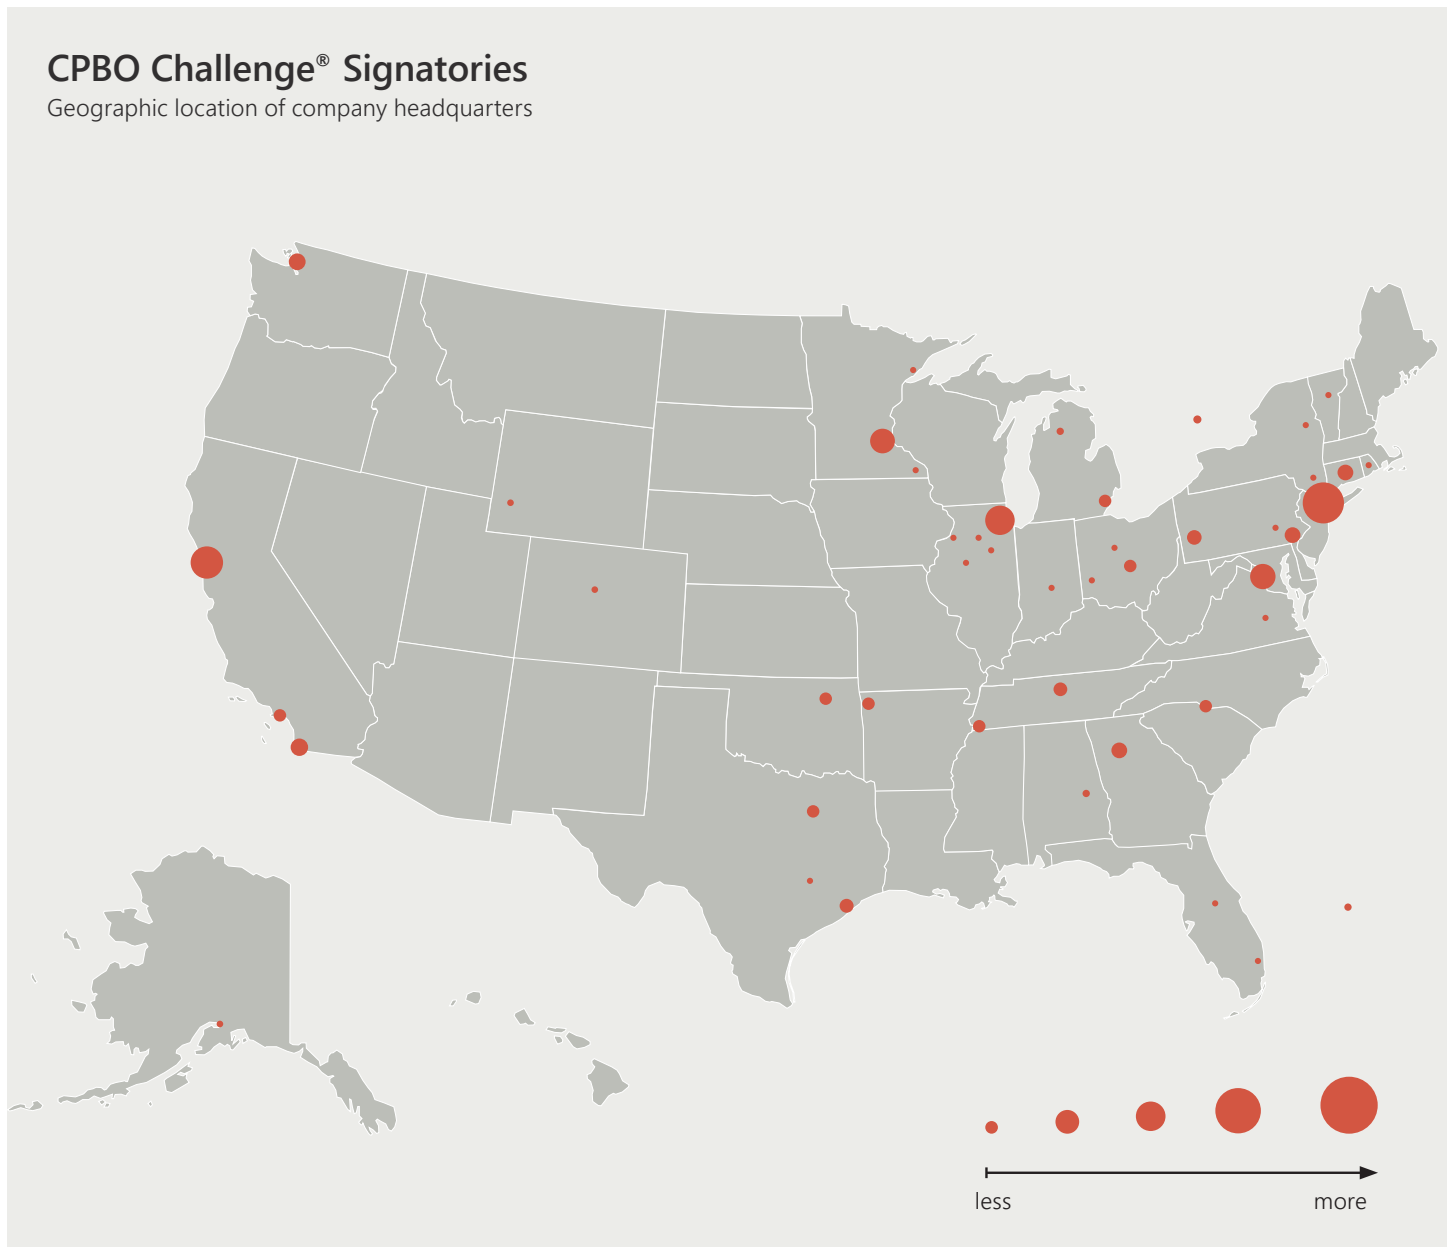 CPBO Challenge® Signatories
Geographic location of company headquarters
less more